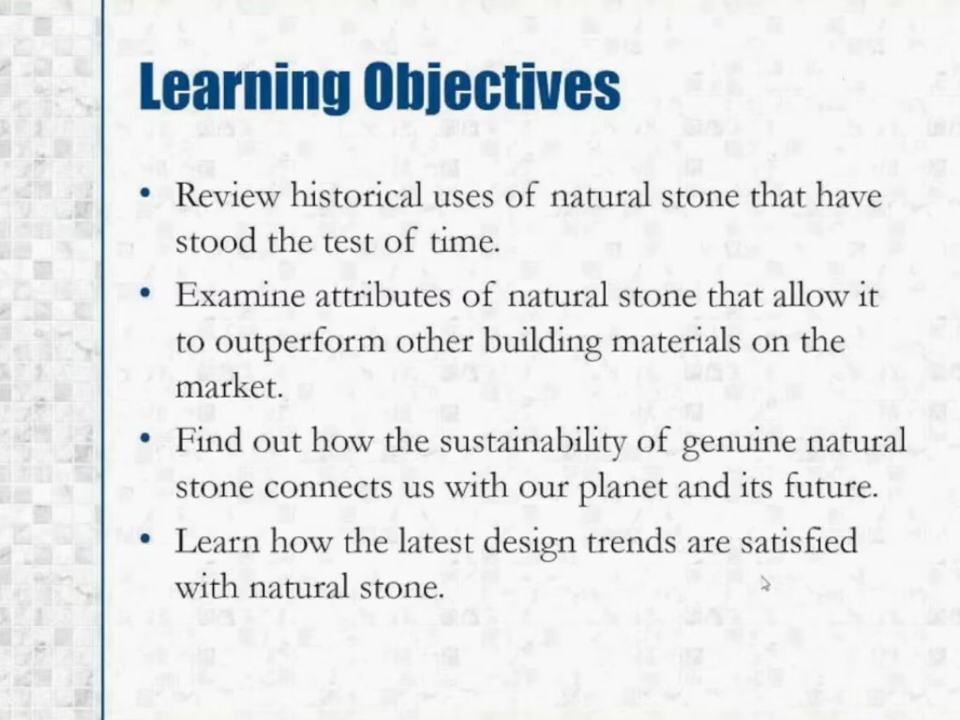 Learning Objectives
• Review historical uses of natural stone that have
stood the test of time.
• Examine attributes of natural stone that allow it
to outperform other building materials on the
market.
• Find out how the sustainability of genuine natural
stone connects us with our planet and its future.
• Learn how the latest design trends are satisfied
with natural stone.